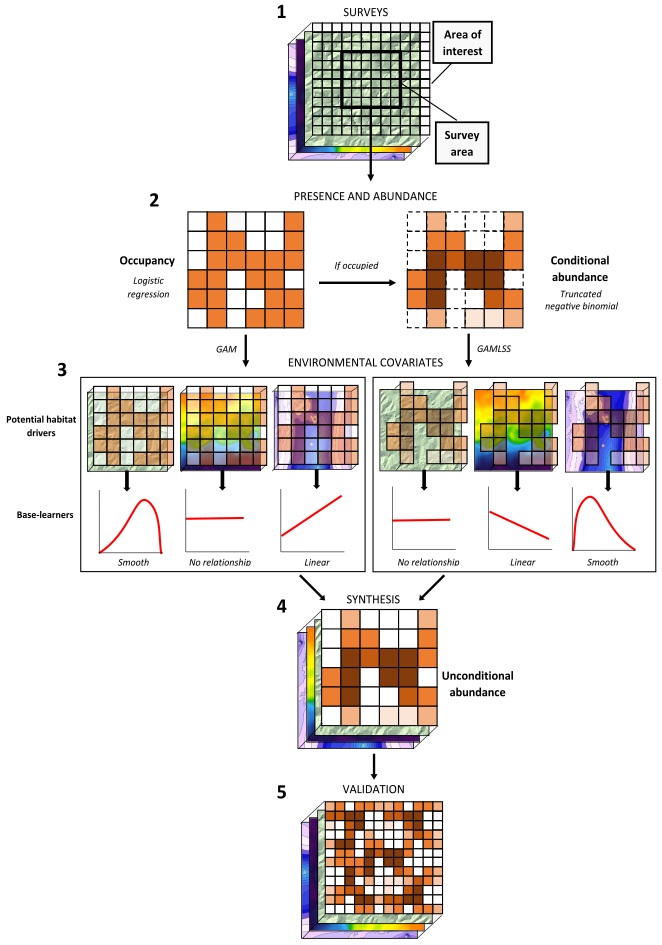 1
SURVEYS
Area of
interest
Survey
area
2
PRESENCE AND ABUNDANCE
Occupancy
Logistic
regression
If occupied
Conditional
abundance
Truncated
negative binomial
GAM
GAMLSS
3
ENVIRONMENTAL COVARIATES
Potential habitat
drivers
Base-learners
Smooth
No relationship
Linear
No relationship
Linear
Smooth
4
SYNTHESIS
Unconditional
abundance
5
VALIDATION